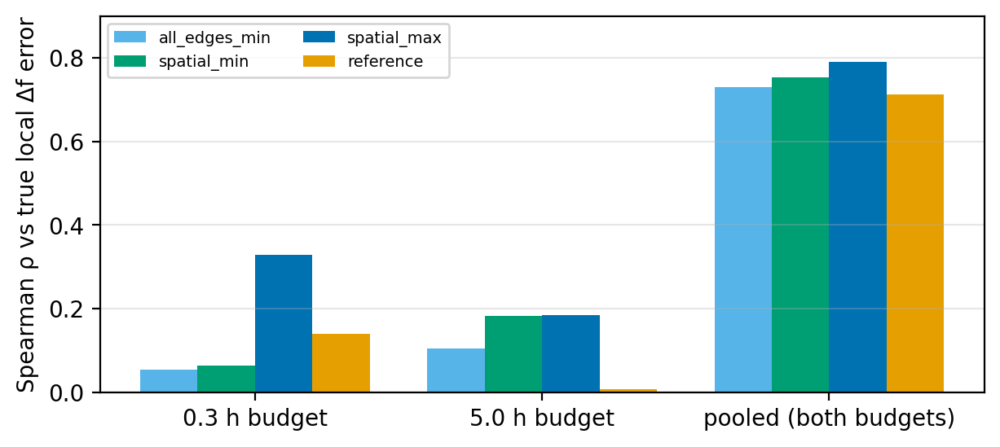 Spearman ρ vs true local Δf error
0.8
0.6
0.4
0.2
0.0
all_edges_min
spatial_min
spatial_max
reference
0.3 h budget
5.0 h budget
pooled (both budgets)